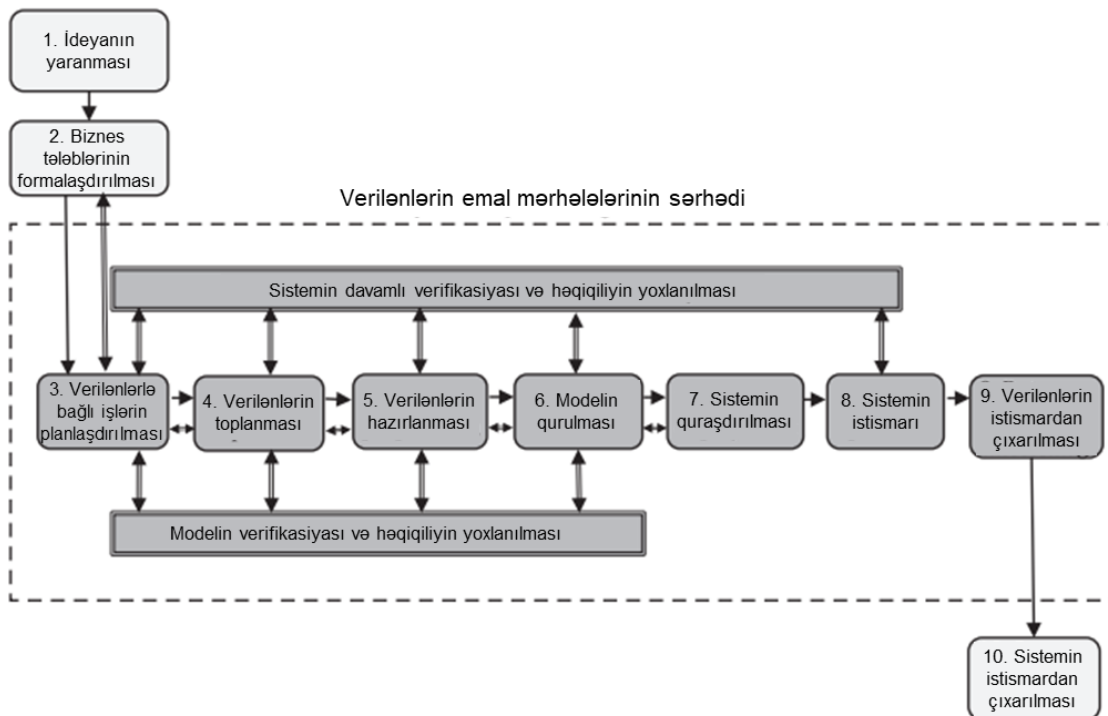 1. İdeyanın
yaranması
2. Biznes
tələblərinin
formalaşdırılması
Verilənlərin emal mərhələlərinin sərhədi
Sistemin davamlı verifikasiyası və həqiqiliyin yoxlanılması
3. Verilənlərlə
bağlı işlərin
planlaşdırılması
4. Verilənlərin
toplanması
5. Verilənlərin
hazırlanması
6. Modelin
qurulması
7. Sistemin
quraşdırılması
8. Sistemin
istismarı
9. Verilənlərin
istismardan
çıxarılması
Modelin verifikasiyası və həqiqiliyin yoxlanılması
10. Sistemin
istismardan
çıxarılması